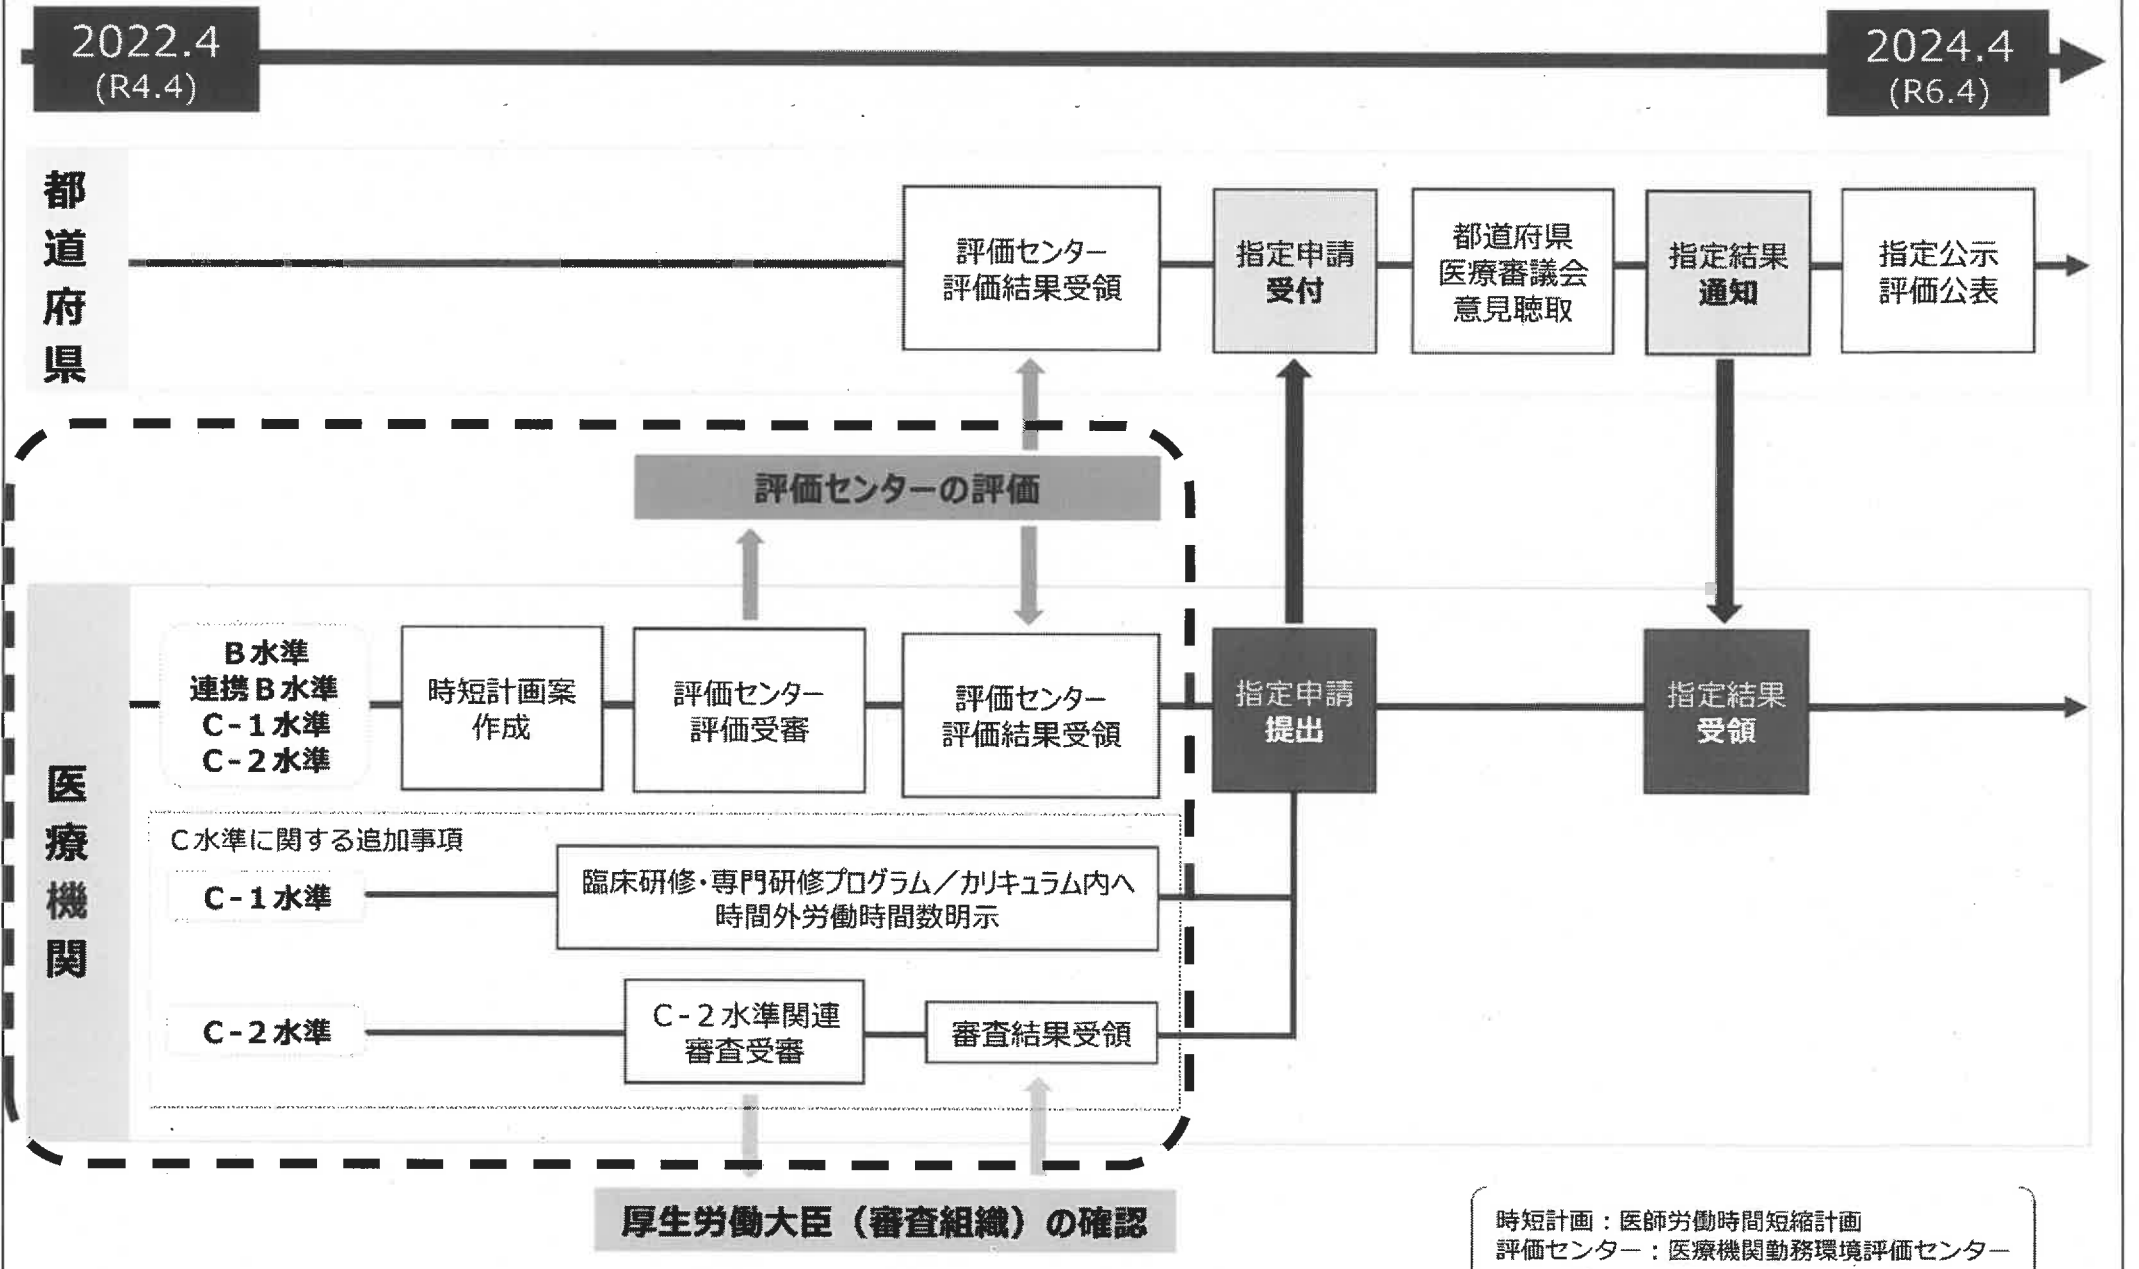 2022.4
(R4.4)
2024.4
(R6.4)
都道府県
評価センター
評価結果受領
指定申請
受付
都道府県
医療審議会
意見聴取
指定結果
通知
指定公示
評価公表
評価センターの評価
医療機関
B水準
連携B水準
C-1水準
C-2水準
時短計画案
作成
評価センター
評価受審
評価センター
評価結果受領
指定申請
提出
指定結果
受領
C水準に関する追加事項
C-1水準
臨床研修・専門研修プログラム／カリキュラム内へ
時間外労働時間数明示
C-2水準
C-2水準関連
審査受審
審査結果受領
厚生労働大臣（審査組織）の確認
時短計画：医師労働時間短縮計画
評価センター：医療機関勤務環境評価センター